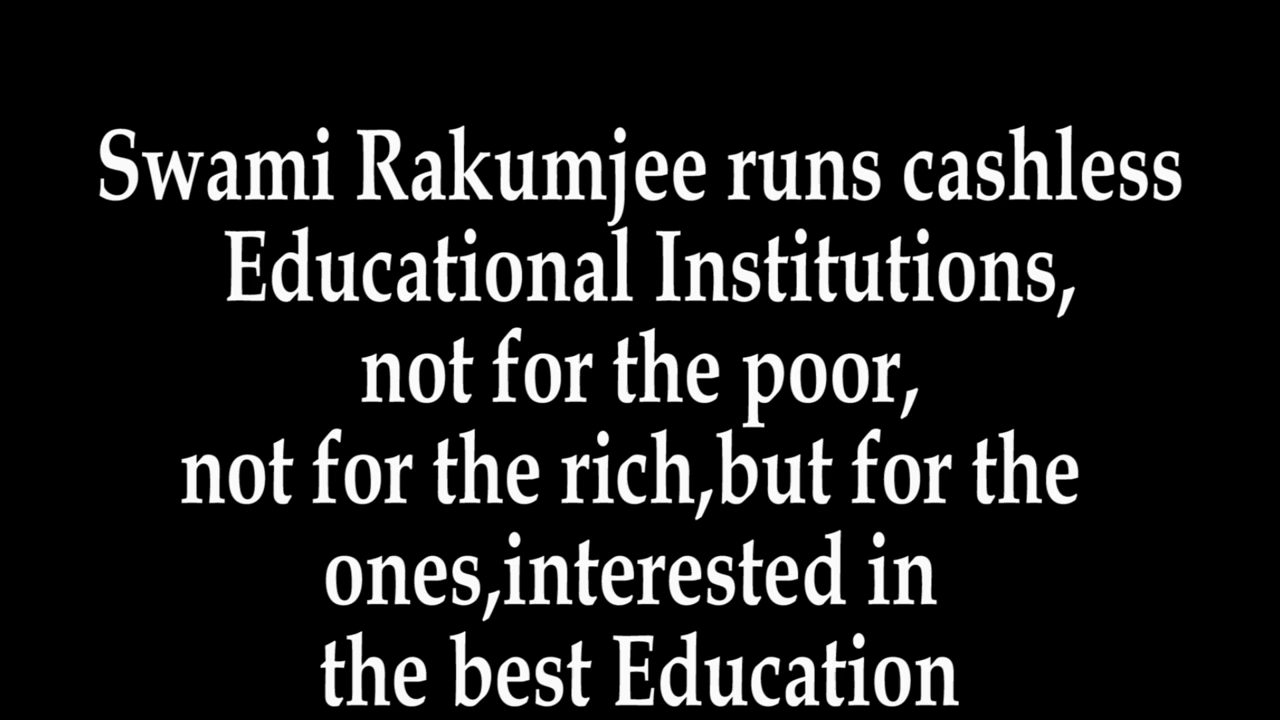 Swami Rakumjee runs cashless
Educational Institutions,
not for the poor,
not for the rich,but for the
ones,interested in
the best Education